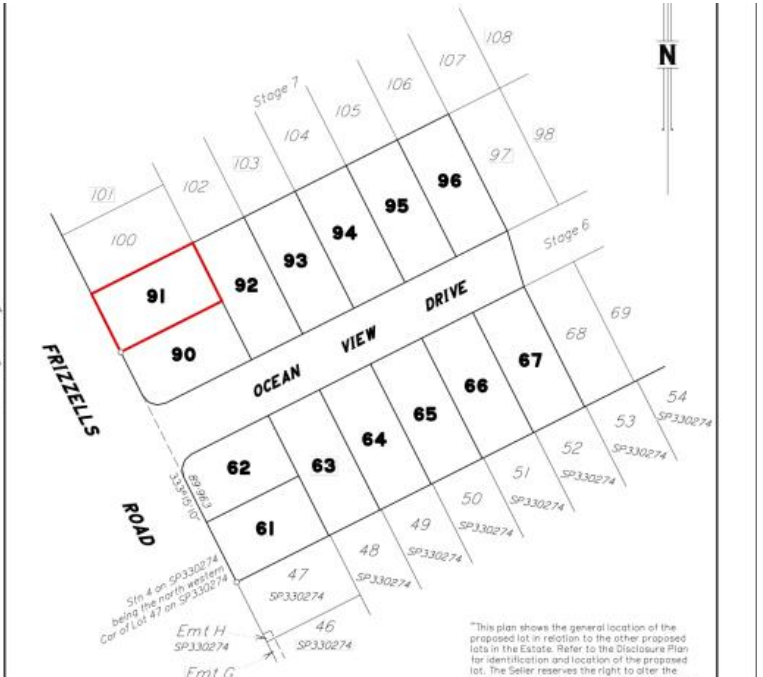 N
108
107
Stage 7
106
105
98
104
97
103
102
101
96
95
100
94
93
Stage 6
92
91
DRIVE
VIEW
90
OCEAN
69
68
67
FRIZZELLS
66
65
54
SP330274
64
53
SP330274
63
52
SP330274
62
51
SP330274
89·963
333°15'10"
50
SP330274
ROAD
61
49
SP330274
48
SP330274
47
SP330274
Stn 4 on SP330274
being the north western
Cor of Lot 47 on SP330274
46
SP330274
Emt H
SP330274
Emt G
"This plan shows the general location of the
proposed lot in relation to the other proposed
lots in the Estate. Refer to the Disclosure Plan
for identification and location of the proposed
lot. The Seller reserves the right to alter the